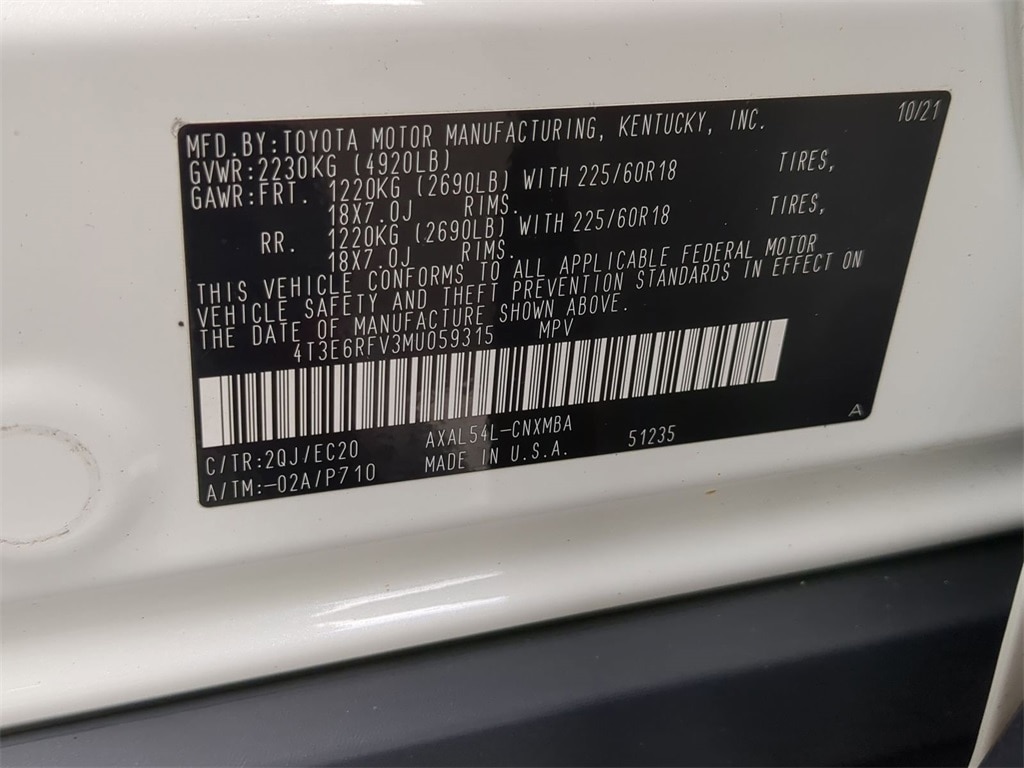 10/21
MFD.BY:TOYOTA MOTOR MANUFACTURING, KENTUCKY, INC.
GVWR:2230KG (4920LB)
GAWR:FRT. 1220KG (2690LB) WITH 225/60R18 TIRES,
18X7.0J RIMS.
RR. 1220KG (2690LB) WITH 225/60R18 TIRES,
18X7.0J RIMS.
THIS VEHICLE CONFORMS TO ALL APPLICABLE FEDERAL MOTOR
VEHICLE SAFETY AND THEFT PREVENTION STANDARDS IN EFFECT ON
THE DATE OF MANUFACTURE SHOWN ABOVE.
4T3E6RFV3MU059315 MPV
C/TR:2QJ/EC20 AXAL54L-CNXMBA 51235 A
A/TM:-02A/P710 MADE IN U.S.A.